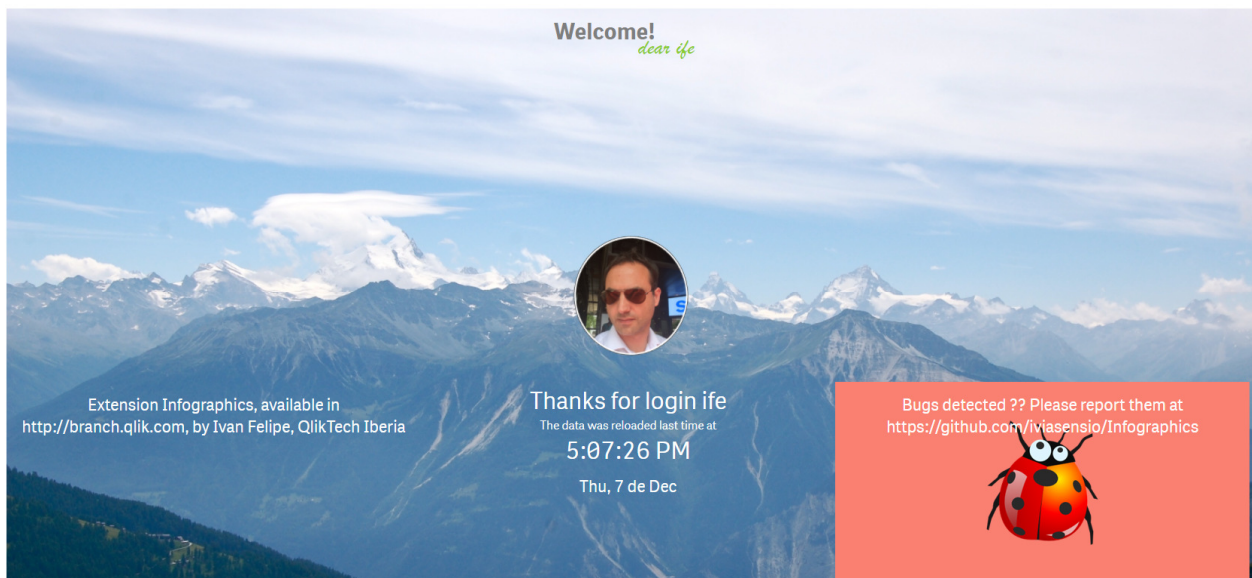 Welcome!
dear ife
S
Extension Infographics, available in
http://branch.qlik.com, by Ivan Felipe, QlikTech Iberia
Thanks for login ife
The data was reloaded last time at
5:07:26 PM
Thu, 7 de Dec
Bugs detected ?? Please report them at
https://github.com/iviasensio/Infographics